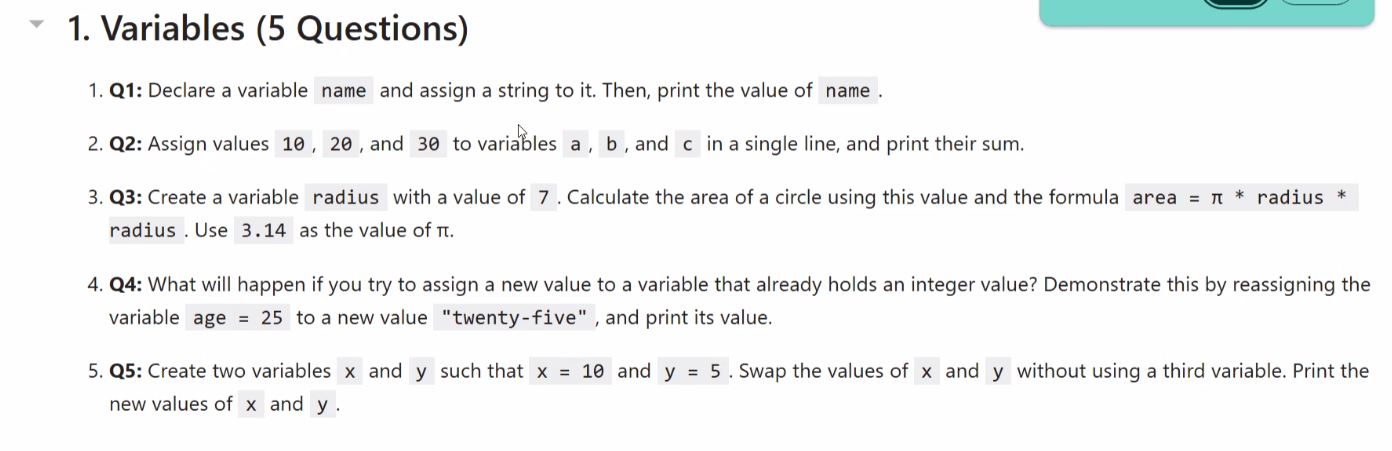 1. Variables (5 Questions)
1. Q1: Declare a variable name and assign a string to it. Then, print the value of name .
2. Q2: Assign values 10 , 20 , and 30 to variables a , b , and c in a single line, and print their sum.
3. Q3: Create a variable radius with a value of 7 . Calculate the area of a circle using this value and the formula area = π * radius *
radius . Use 3.14 as the value of π.
4. Q4: What will happen if you try to assign a new value to a variable that already holds an integer value? Demonstrate this by reassigning the
variable age = 25 to a new value "twenty-five" , and print its value.
5. Q5: Create two variables x and y such that x = 10 and y = 5 . Swap the values of x and y without using a third variable. Print the
new values of x and y .